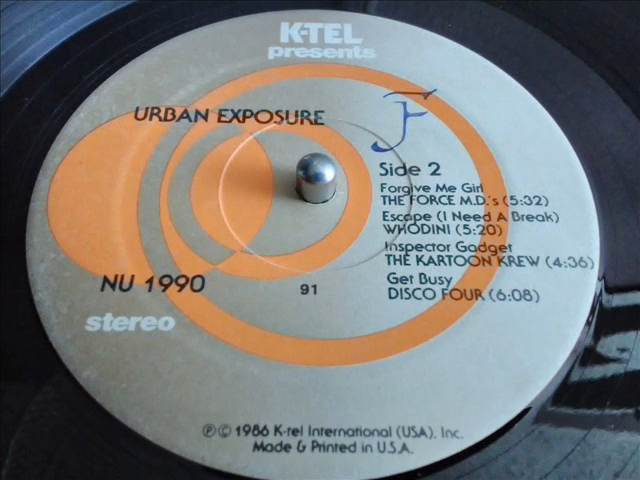 K-TEL
presents
URBAN EXPOSURE
F
Side 2
Forgive Me Girl
THE FORCE M.D.'s (5:32)
Escape (I Need A Break)
WHODINI (5:20)
Inspector Gadget
THE KARTOON KREW (4:36)
Get Busy
DISCO FOUR (6:08)
NU 1990
91
stereo
Ⓟ© 1986 K-tel International (USA), Inc.
Made & Printed in U.S.A.